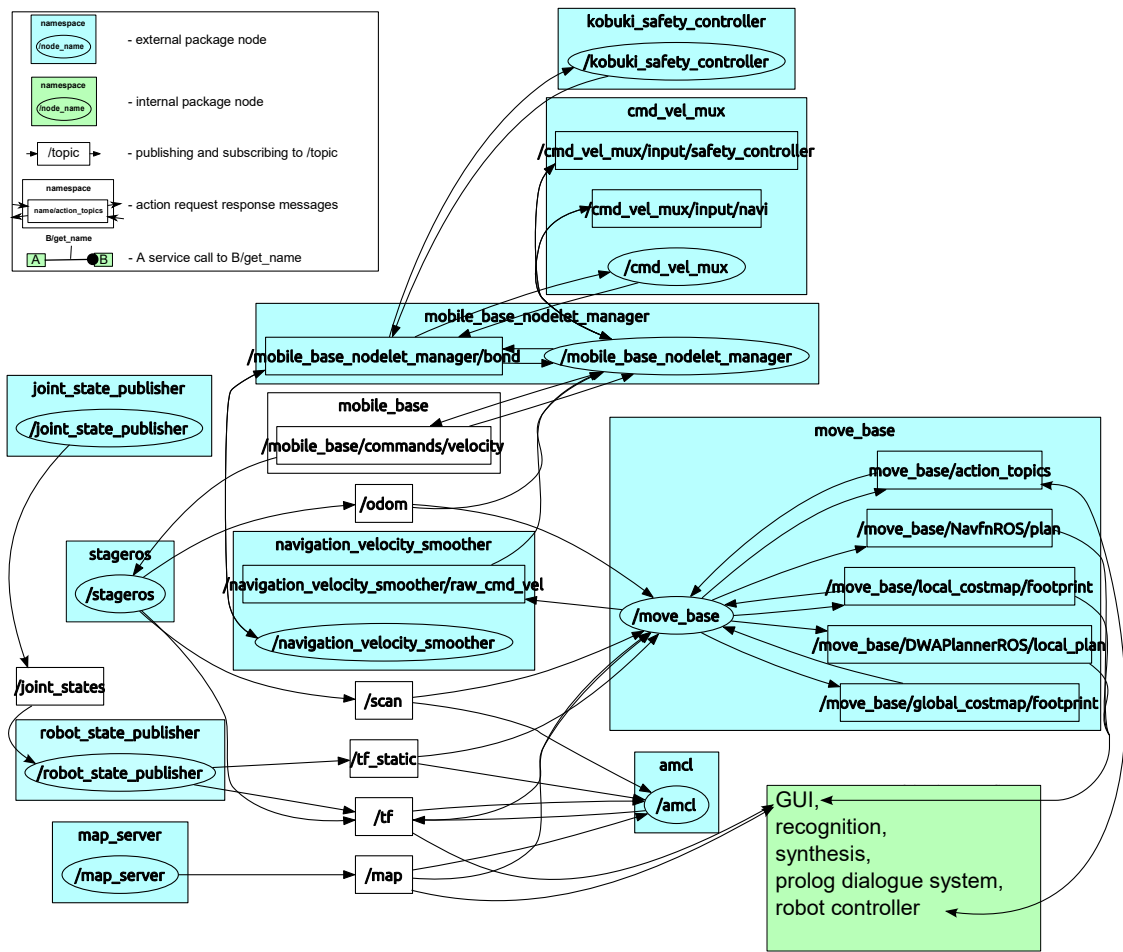 namespace
/node_name
- external package node
namespace
/node_name
- internal package node
/topic
- publishing and subscribing to /topic
namespace
name/action_topics
- action request response messages
B/get_name
A
B
- A service call to B/get_name
kobuki_safety_controller
/kobuki_safety_controller
cmd_vel_mux
/cmd_vel_mux/input/safety_controller
/cmd_vel_mux/input/navi
/cmd_vel_mux
mobile_base_nodelet_manager
/mobile_base_nodelet_manager/bond
/mobile_base_nodelet_manager
joint_state_publisher
/joint_state_publisher
mobile_base
/mobile_base/commands/velocity
move_base
move_base/action_topics
/move_base/NavfnROS/plan
/move_base/local_costmap/footprint
/move_base
/move_base/DWAPlannerROS/local_plan
/move_base/global_costmap/footprint
/odom
stageros
/stageros
navigation_velocity_smoother
/navigation_velocity_smoother/raw_cmd_vel
/navigation_velocity_smoother
/joint_states
/scan
robot_state_publisher
/robot_state_publisher
/tf_static
amcl
/amcl
/tf
map_server
/map_server
/map
GUI,
recognition,
synthesis,
prolog dialogue system,
robot controller